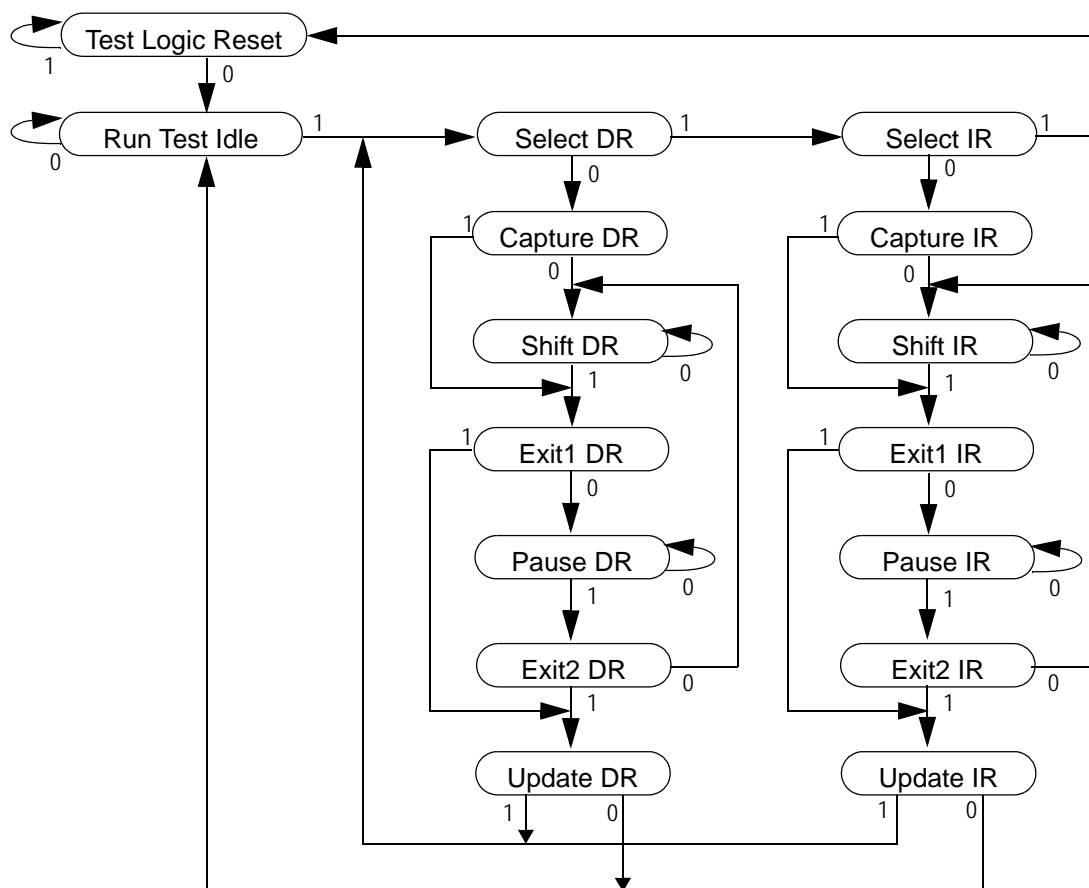 Test Logic Reset
1
0
Run Test Idle
1
0
Select DR
1
0
Select IR
1
0
Capture DR
1
0
Capture IR
1
0
Shift DR
0
1
Shift IR
0
1
Exit1 DR
1
0
Exit1 IR
1
0
Pause DR
0
1
Pause IR
0
1
Exit2 DR
0
1
Exit2 IR
0
1
Update DR
1
0
Update IR
1
0